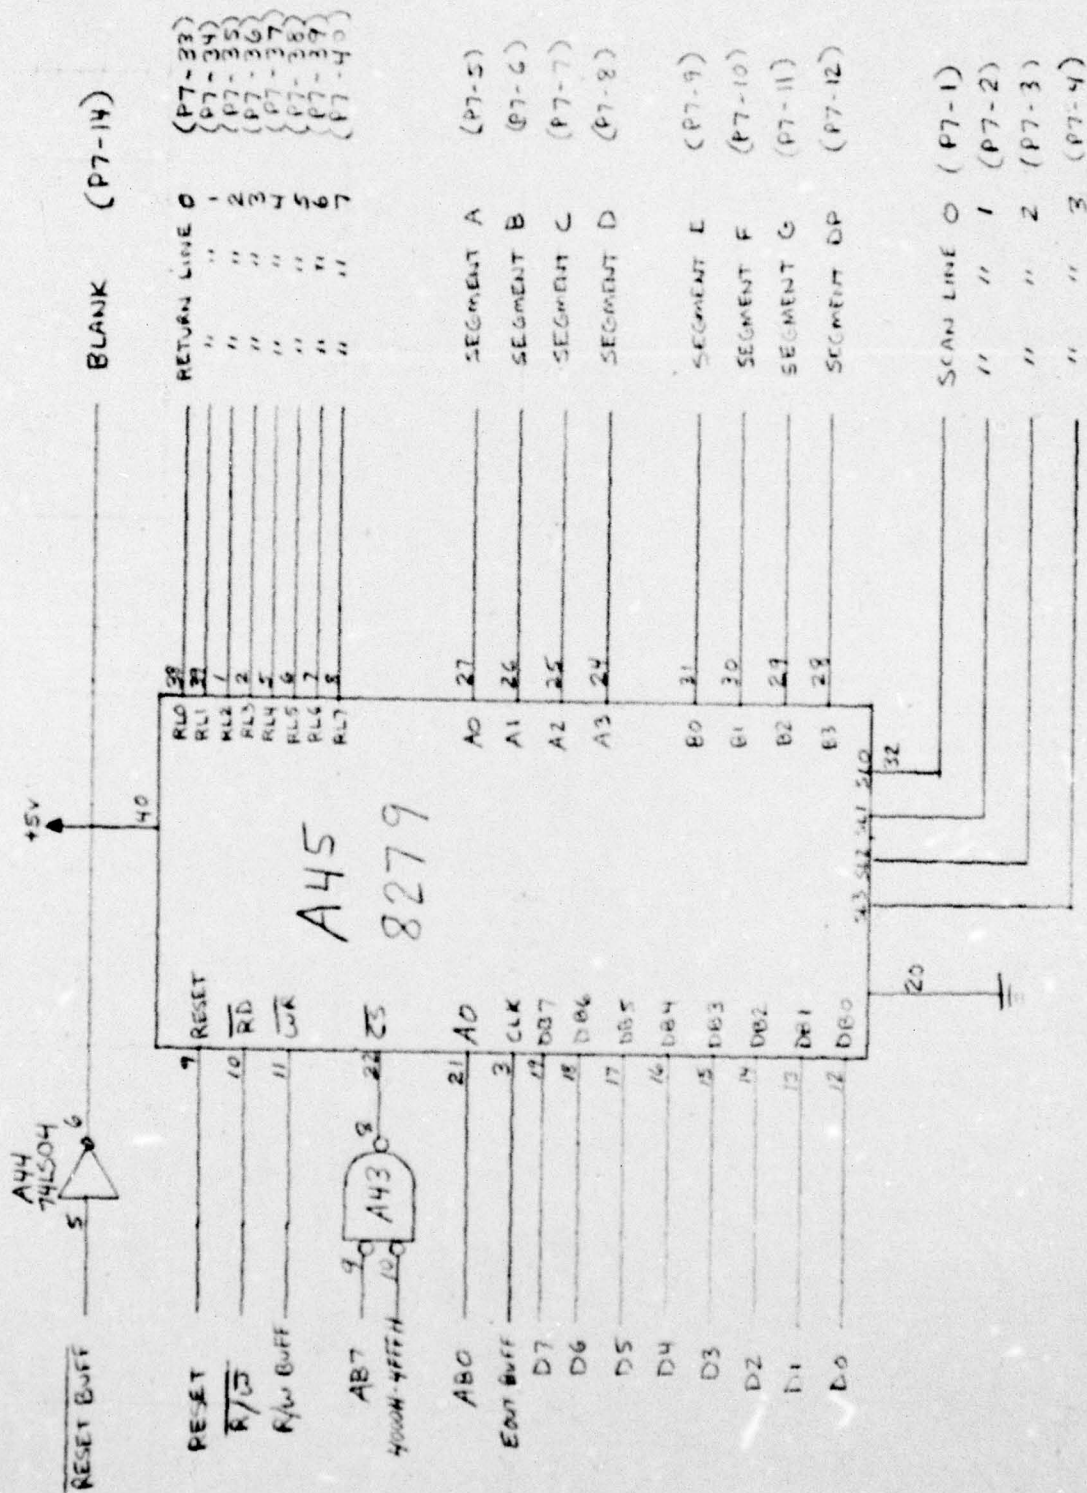 A44
74LS04
RESET BUFF 5 6 BLANK (P7-14)
+5V
40
RESET 9 RESET RL0 38 RETURN LINE 0 (P7-33)
RL1 39 " " 1 (P7-34)
R/W 10 RD RL2 1 " " 2 (P7-35)
RL3 2 " " 3 (P7-36)
R/W BUFF 11 WR RL4 5 " " 4 (P7-37)
RL5 6 " " 5 (P7-38)
RL6 7 " " 6 (P7-39)
RL7 8 " " 7 (P7-40)
A45
8279
AB7 9 A43 8 22 CS
4000H-4FFFH 10
AB0 21 A0 A0 27 SEGMENT A (P7-5)
EOUT BUFF 3 CLK A1 26 SEGMENT B (P7-6)
D7 19 DB7 A2 25 SEGMENT C (P7-7)
D6 18 DB6 A3 24 SEGMENT D (P7-8)
D5 17 DB5
D4 16 DB4 B0 31 SEGMENT E (P7-9)
D3 15 DB3 B1 30 SEGMENT F (P7-10)
D2 14 DB2 B2 29 SEGMENT G (P7-11)
D1 13 DB1 B3 28 SEGMENT DP (P7-12)
D0 12 DB0
20 SL3 SL2 SL1 SL0
32
SCAN LINE 0 (P7-1)
" " 1 (P7-2)
" " 2 (P7-3)
" " 3 (P7-4)